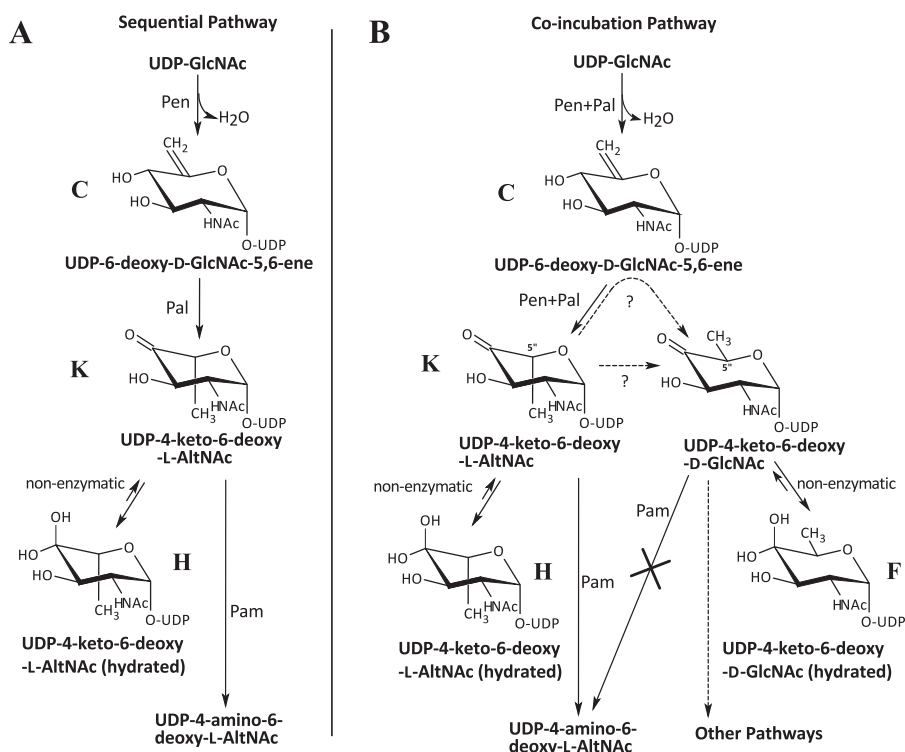 A
Sequential Pathway
UDP-GlcNAc
Pen
H2O
CH2
O
HO
HO
HNAc
O-UDP
C
UDP-6-deoxy-D-GlcNAc-5,6-ene
Pal
O
O
HO
HNAc
CH3
O-UDP
K
UDP-4-keto-6-deoxy
-L-AltNAc
non-enzymatic
OH
HO
O
HO
HNAc
CH3
O-UDP
H
UDP-4-keto-6-deoxy
-L-AltNAc (hydrated)
Pam
UDP-4-amino-6-
deoxy-L-AltNAc
B
Co-incubation Pathway
UDP-GlcNAc
Pen+Pal
H2O
CH2
O
HO
HO
HNAc
O-UDP
C
UDP-6-deoxy-D-GlcNAc-5,6-ene
Pen+Pal
?
O
5"
O
HO
HNAc
CH3
O-UDP
K
UDP-4-keto-6-deoxy
-L-AltNAc
?
CH3
O
O
5"
HO
HNAc
O-UDP
UDP-4-keto-6-deoxy
-D-GlcNAc
non-enzymatic
OH
HO
O
HO
HNAc
CH3
O-UDP
H
UDP-4-keto-6-deoxy
-L-AltNAc (hydrated)
Pam
Pam
non-enzymatic
OH
CH3
HO
O
HO
HNAc
O-UDP
F
UDP-4-keto-6-deoxy
-D-GlcNAc (hydrated)
UDP-4-amino-6-
deoxy-L-AltNAc
Other Pathways